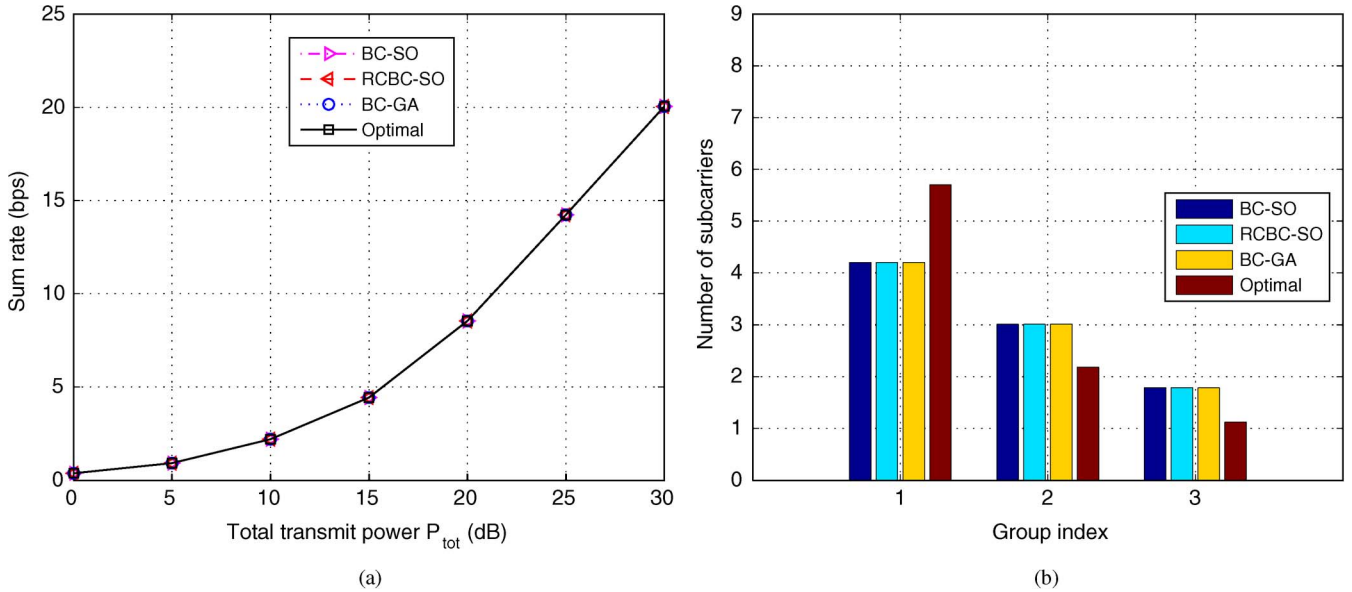 25
20
15
10
5
0
Sum rate (bps)
BC-SO
RCBC-SO
BC-GA
Optimal
0 5 10 15 20 25 30
Total transmit power P_tot (dB)
(a)
9
8
7
6
5
4
3
2
1
0
Number of subcarriers
BC-SO
RCBC-SO
BC-GA
Optimal
1 2 3
Group index
(b)